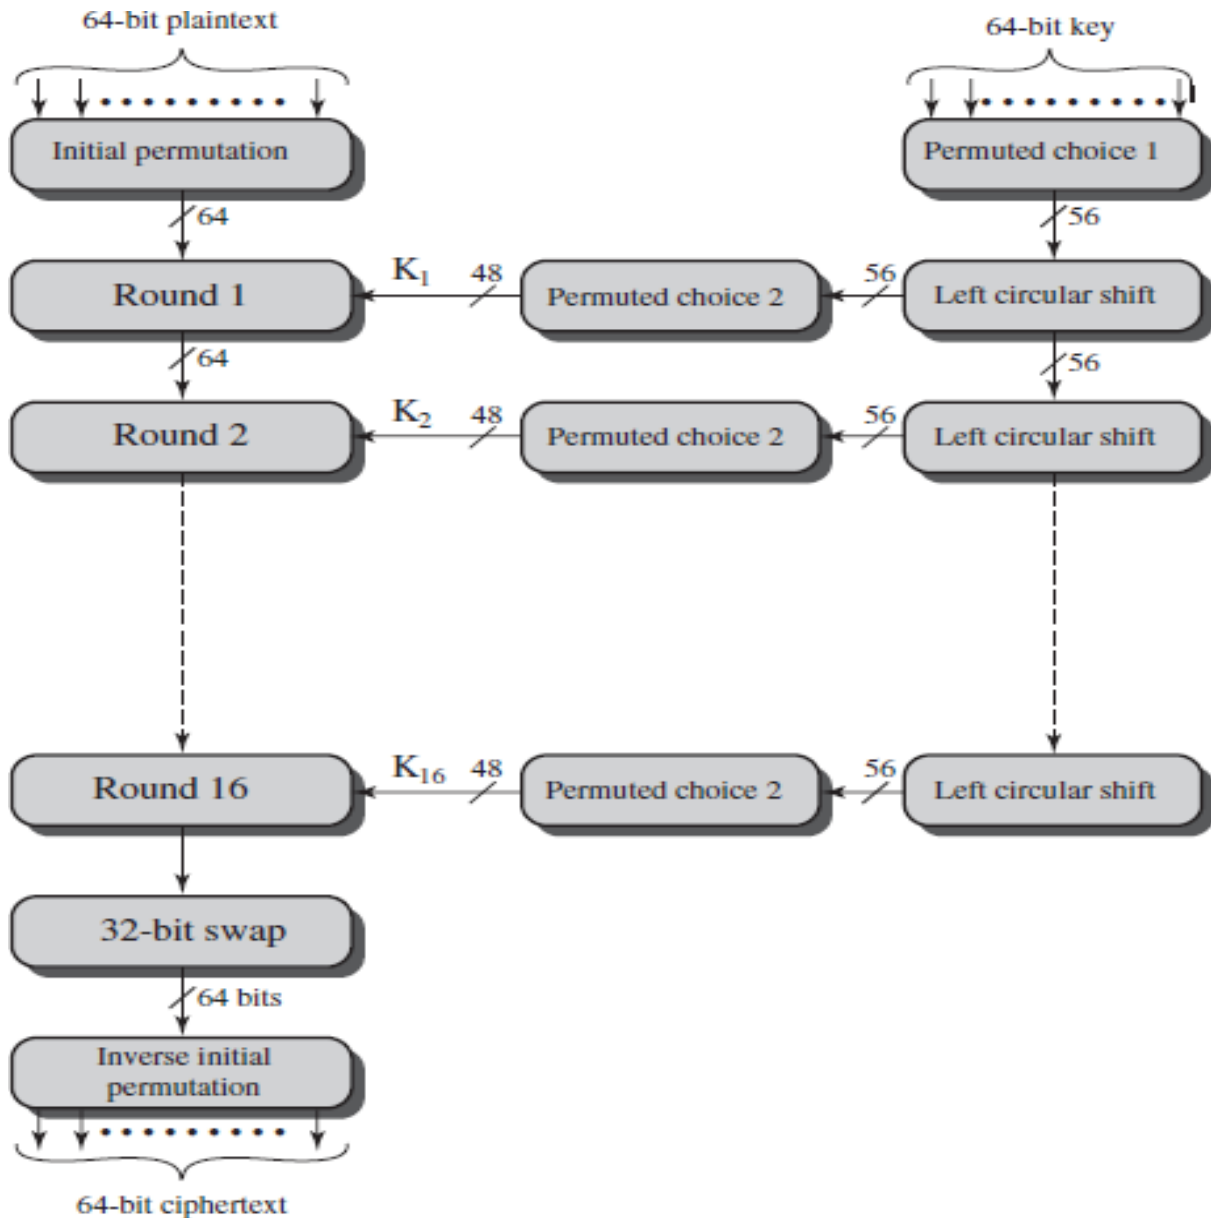 64-bit plaintext
64-bit key
Initial permutation
Permuted choice 1
64
56
Round 1
K1
48
Permuted choice 2
56
Left circular shift
64
56
Round 2
K2
48
Permuted choice 2
56
Left circular shift
Round 16
K16
48
Permuted choice 2
56
Left circular shift
32-bit swap
64 bits
Inverse initial
permutation
64-bit ciphertext